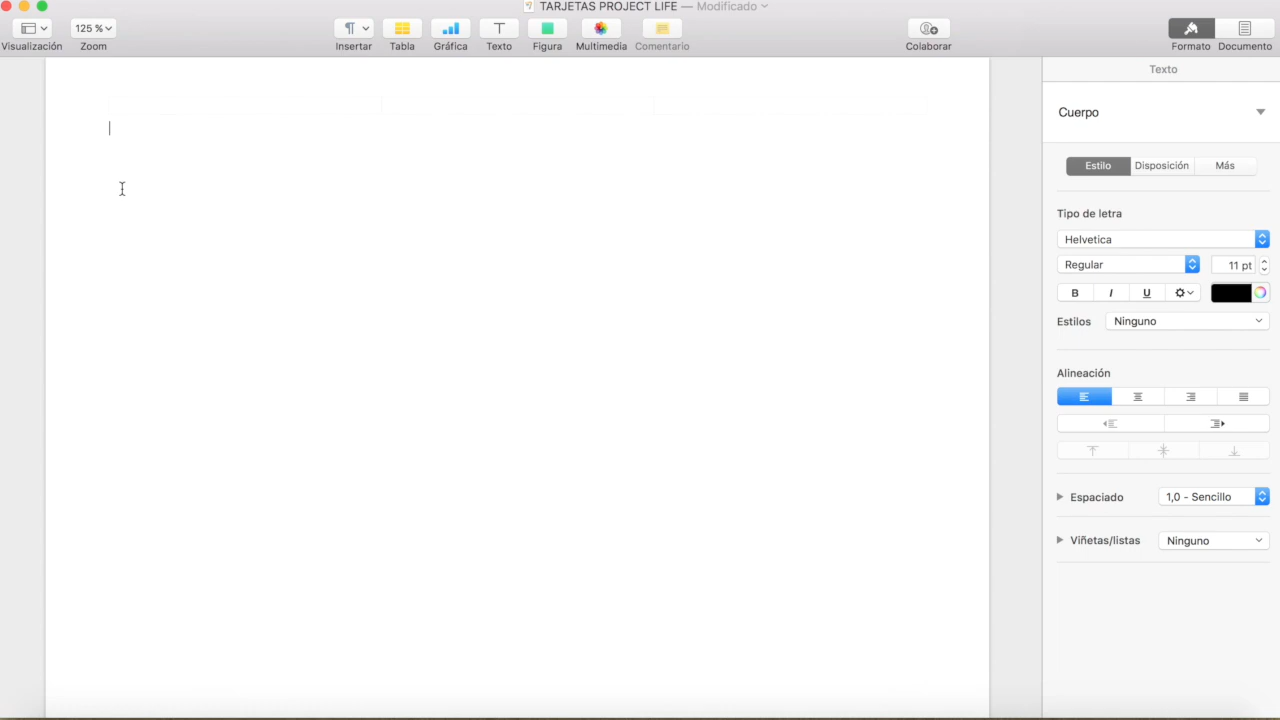 TARJETAS PROJECT LIFE — Modificado
125 %
Visualización
Zoom
Insertar
Tabla
Gráfica
Texto
Figura
Multimedia
Comentario
Colaborar
Formato
Documento
Texto
Cuerpo
Estilo
Disposición
Más
Tipo de letra
Helvetica
Regular
11 pt
B
I
U
Estilos
Ninguno
Alineación
Espaciado
1,0 - Sencillo
Viñetas/listas
Ninguno